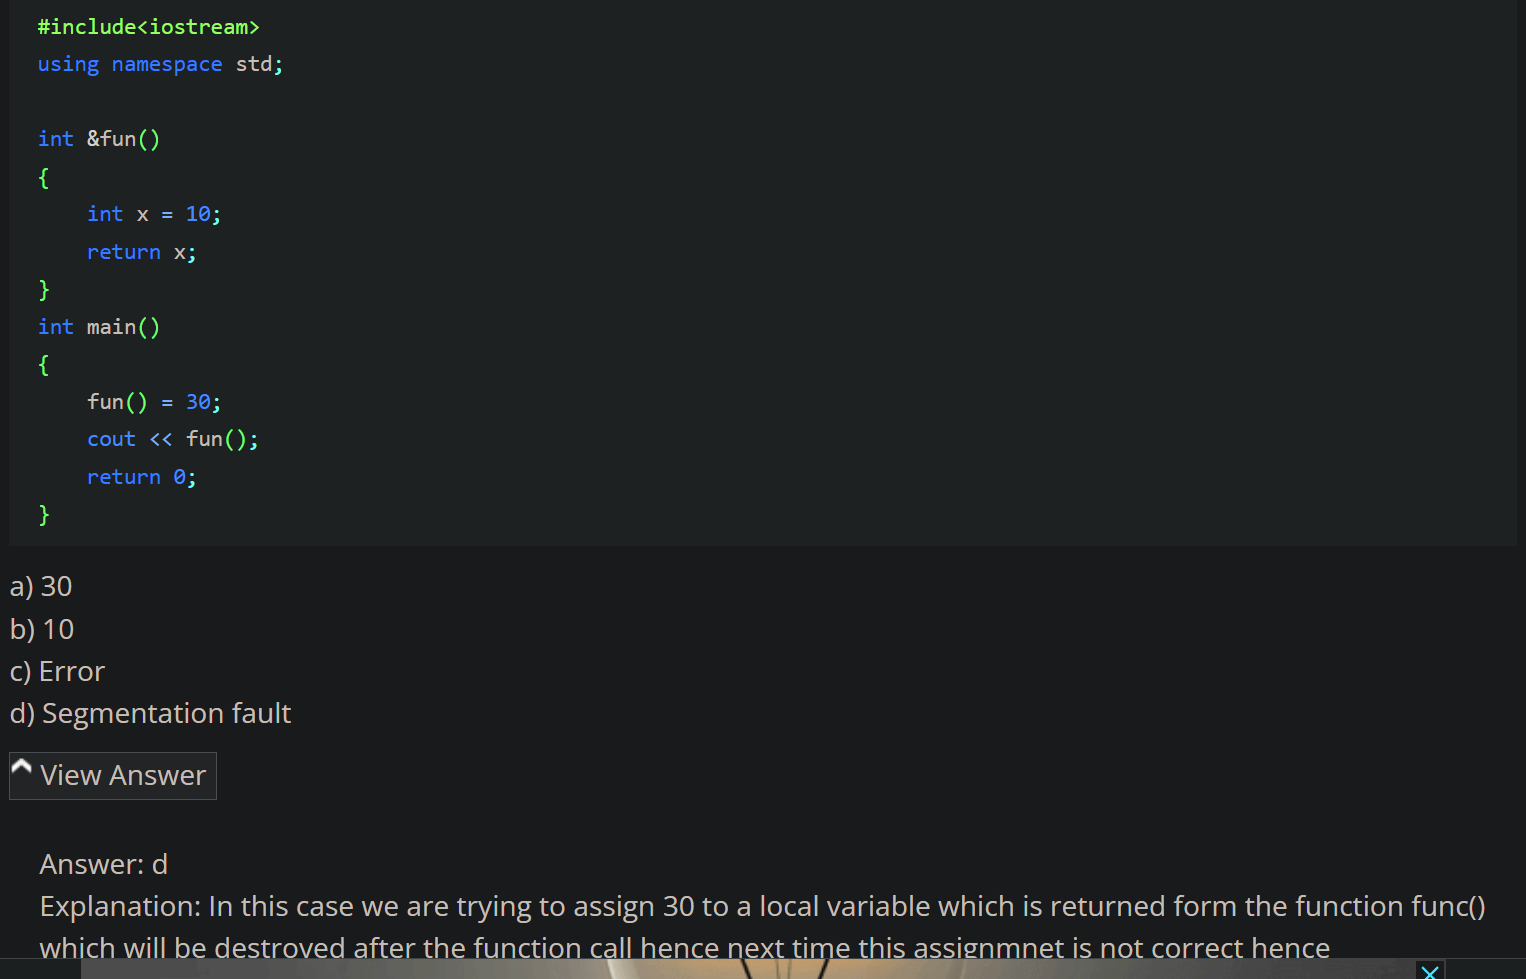 #include<iostream>
using namespace std;
int &fun()
{
    int x = 10;
    return x;
}
int main()
{
    fun() = 30;
    cout << fun();
    return 0;
}
a) 30
b) 10
c) Error
d) Segmentation fault
View Answer
Answer: d
Explanation: In this case we are trying to assign 30 to a local variable which is returned form the function func()
which will be destroyed after the function call hence next time this assignmnet is not correct hence